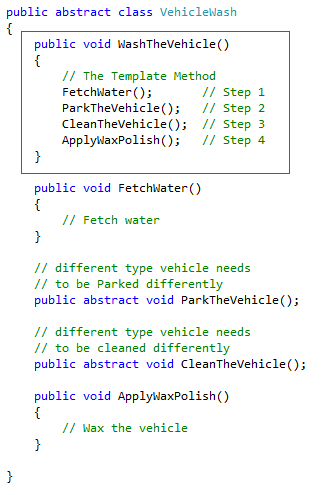 public abstract class VehicleWash
{
    public void WashTheVehicle()
    {
        // The Template Method
        FetchWater();       // Step 1
        ParkTheVehicle();   // Step 2
        CleanTheVehicle();  // Step 3
        ApplyWaxPolish();   // Step 4
    }
    public void FetchWater()
    {
        // Fetch water
    }
    // different type vehicle needs
    // to be Parked differently
    public abstract void ParkTheVehicle();
    // different type vehicle needs
    // to be cleaned differently
    public abstract void CleanTheVehicle();
    public void ApplyWaxPolish()
    {
        // Wax the vehicle
    }
}